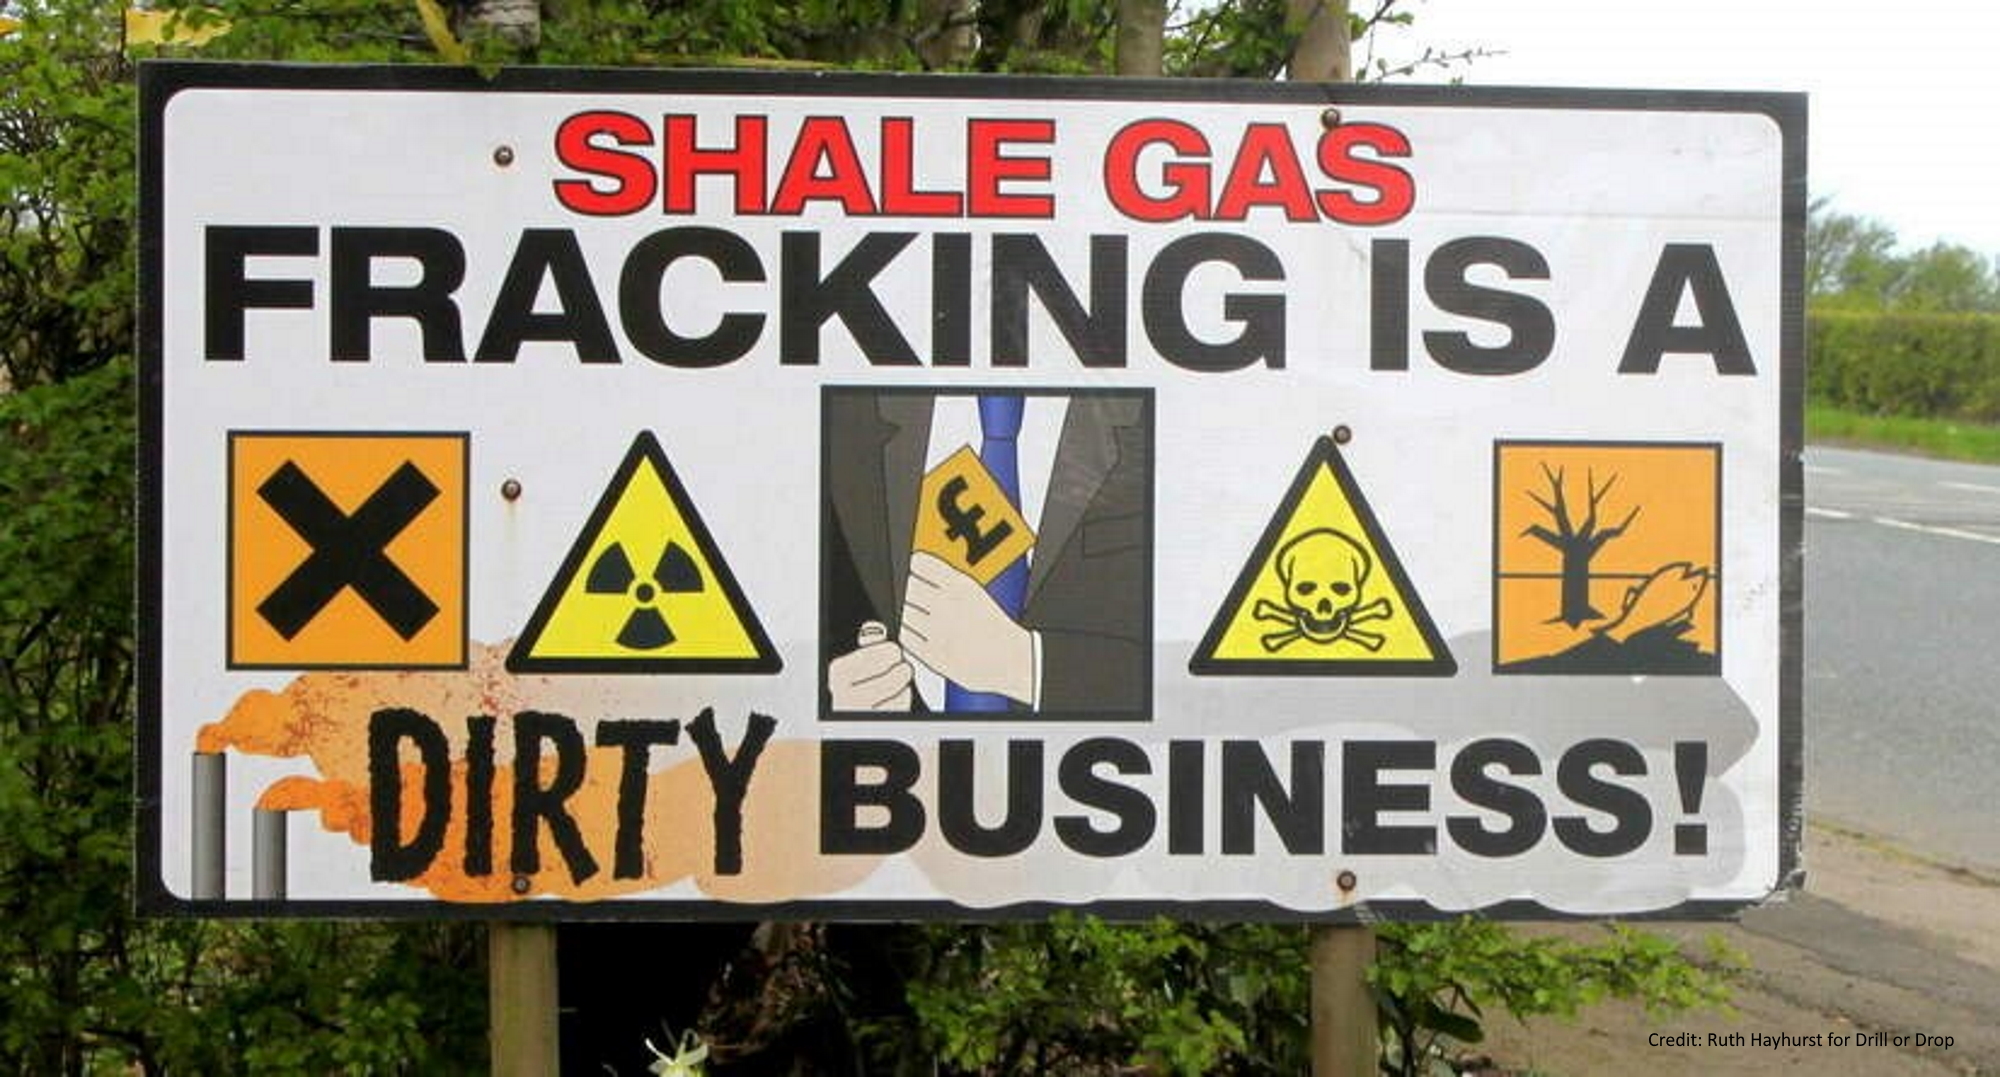 SHALE GAS
FRACKING IS A
£
DIRTY BUSINESS!
Credit: Ruth Hayhurst for Drill or Drop